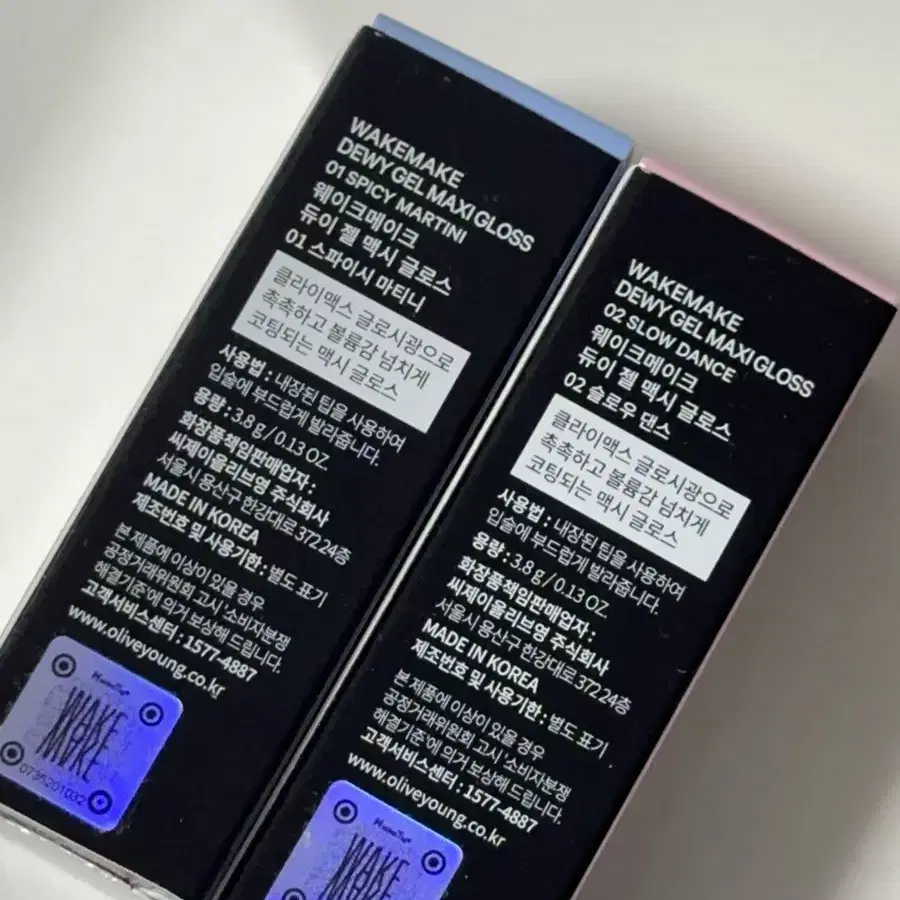 WAKEMAKE
DEWY GEL MAXI GLOSS
01 SPICY MARTINI
웨이크메이크
듀이 젤 맥시 글로스
01 스파이시 마티니
클라이맥스 글로시광으로
촉촉하고 볼륨감 넘치게
코팅되는 맥시 글로스
사용법 : 내장된 팁을 사용하여
입술에 부드럽게 발라줍니다.
용량 : 3.8 g / 0.13 OZ.
화장품책임판매업자 :
씨제이올리브영 주식회사
서울시 용산구 한강대로 372 24층
MADE IN KOREA
제조번호 및 사용기한 : 별도 표기
본 제품에 이상이 있을 경우
공정거래위원회 고시 '소비자분쟁
해결기준'에 의거 보상해 드립니다.
고객서비스센터 : 1577-4887
www.oliveyoung.co.kr
WAKE
MAKE
073A201032
WAKEMAKE
DEWY GEL MAXI GLOSS
02 SLOW DANCE
웨이크메이크
듀이 젤 맥시 글로스
02 슬로우 댄스
클라이맥스 글로시광으로
촉촉하고 볼륨감 넘치게
코팅되는 맥시 글로스
사용법 : 내장된 팁을 사용하여
입술에 부드럽게 발라줍니다.
용량 : 3.8 g / 0.13 OZ.
화장품책임판매업자 :
씨제이올리브영 주식회사
서울시 용산구 한강대로 372 24층
MADE IN KOREA
제조번호 및 사용기한 : 별도 표기
본 제품에 이상이 있을 경우
공정거래위원회 고시 '소비자분쟁
해결기준'에 의거 보상해 드립니다.
고객서비스센터 : 1577-4887
www.oliveyoung.co.kr
WAKE
MAKE